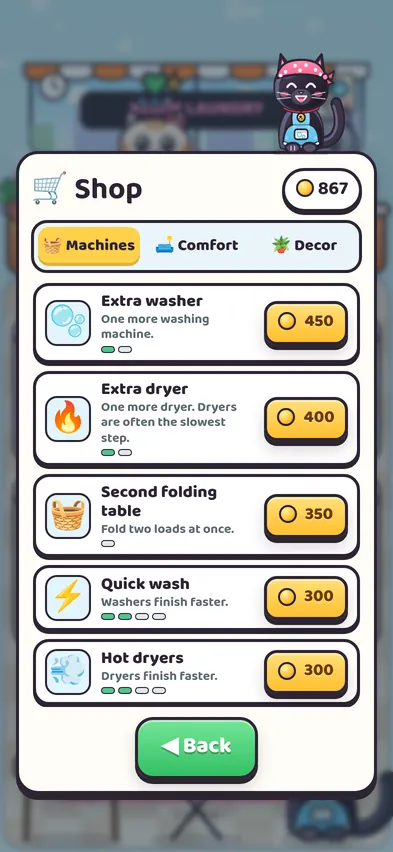 Shop
867
Machines
Comfort
Decor
Extra washer
One more washing
machine.
450
Extra dryer
One more dryer. Dryers
are often the slowest
step.
400
Second folding
table
Fold two loads at once.
350
Quick wash
Washers finish faster.
300
Hot dryers
Dryers finish faster.
300
Back